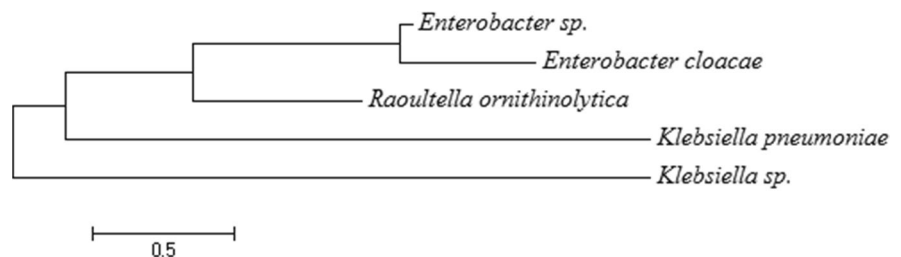 Enterobacter sp.
Enterobacter cloacae
Raoultella ornithinolytica
Klebsiella pneumoniae
Klebsiella sp.
0.5